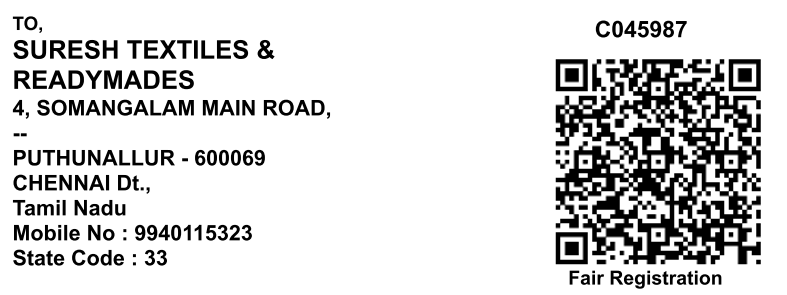 TO,
SURESH TEXTILES &
READYMADES
4, SOMANGALAM MAIN ROAD,
--
PUTHUNALLUR - 600069
CHENNAI Dt.,
Tamil Nadu
Mobile No : 9940115323
State Code : 33
C045987
Fair Registration